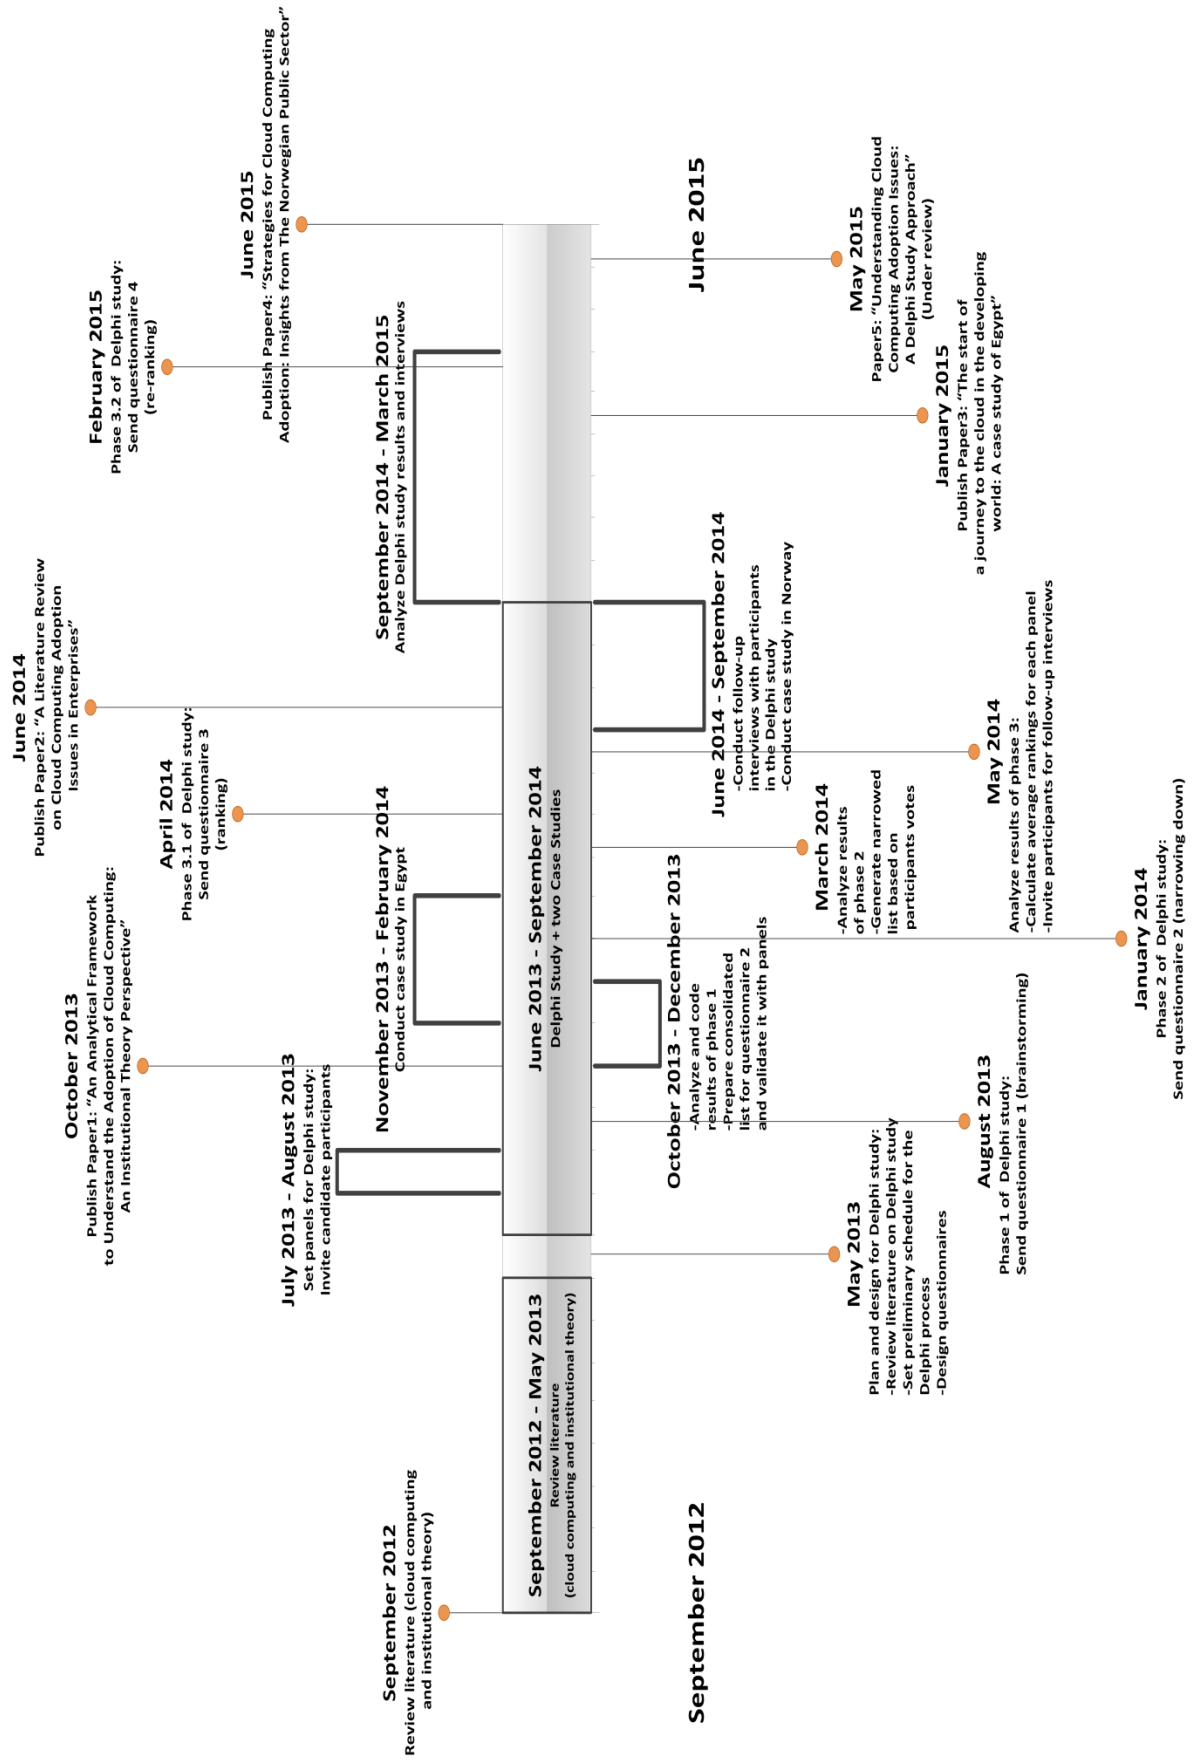 September 2012
Review literature (cloud computing
and institutional theory)
October 2013
Publish Paper1: “An Analytical Framework
to Understand the Adoption of Cloud Computing:
An Institutional Theory Perspective”
July 2013 - August 2013
Set panels for Delphi study:
Invite candidate participants
November 2013 - February 2014
Conduct case study in Egypt
April 2014
Phase 3.1 of Delphi study:
Send questionnaire 3
(ranking)
June 2014
Publish Paper2: “A Literature Review
on Cloud Computing Adoption
Issues in Enterprises”
September 2014 - March 2015
Analyze Delphi study results and interviews
February 2015
Phase 3.2 of Delphi study:
Send questionnaire 4
(re-ranking)
June 2015
Publish Paper4: “Strategies for Cloud Computing
Adoption: Insights from The Norwegian Public Sector”
September 2012 - May 2013
Review literature
(cloud computing and institutional theory)
June 2013 - September 2014
Delphi Study + two Case Studies
September 2012
June 2015
May 2013
Plan and design for Delphi study:
-Review literature on Delphi study
-Set preliminary schedule for the
Delphi process
-Design questionnaires
August 2013
Phase 1 of Delphi study:
Send questionnaire 1 (brainstorming)
October 2013 - December 2013
-Analyze and code
results of phase 1
-Prepare consolidated
list for questionnaire 2
and validate it with panels
January 2014
Phase 2 of Delphi study:
Send questionnaire 2 (narrowing down)
March 2014
-Analyze results
of phase 2
-Generate narrowed
list based on
participants votes
May 2014
Analyze results of phase 3:
-Calculate average rankings for each panel
-Invite participants for follow-up interviews
June 2014 - September 2014
-Conduct follow-up
interviews with participants
in the Delphi study
-Conduct case study in Norway
January 2015
Publish Paper3: “The start of
a journey to the cloud in the developing
world: A case study of Egypt”
May 2015
Paper5: “Understanding Cloud
Computing Adoption Issues:
A Delphi Study Approach”
(Under review)